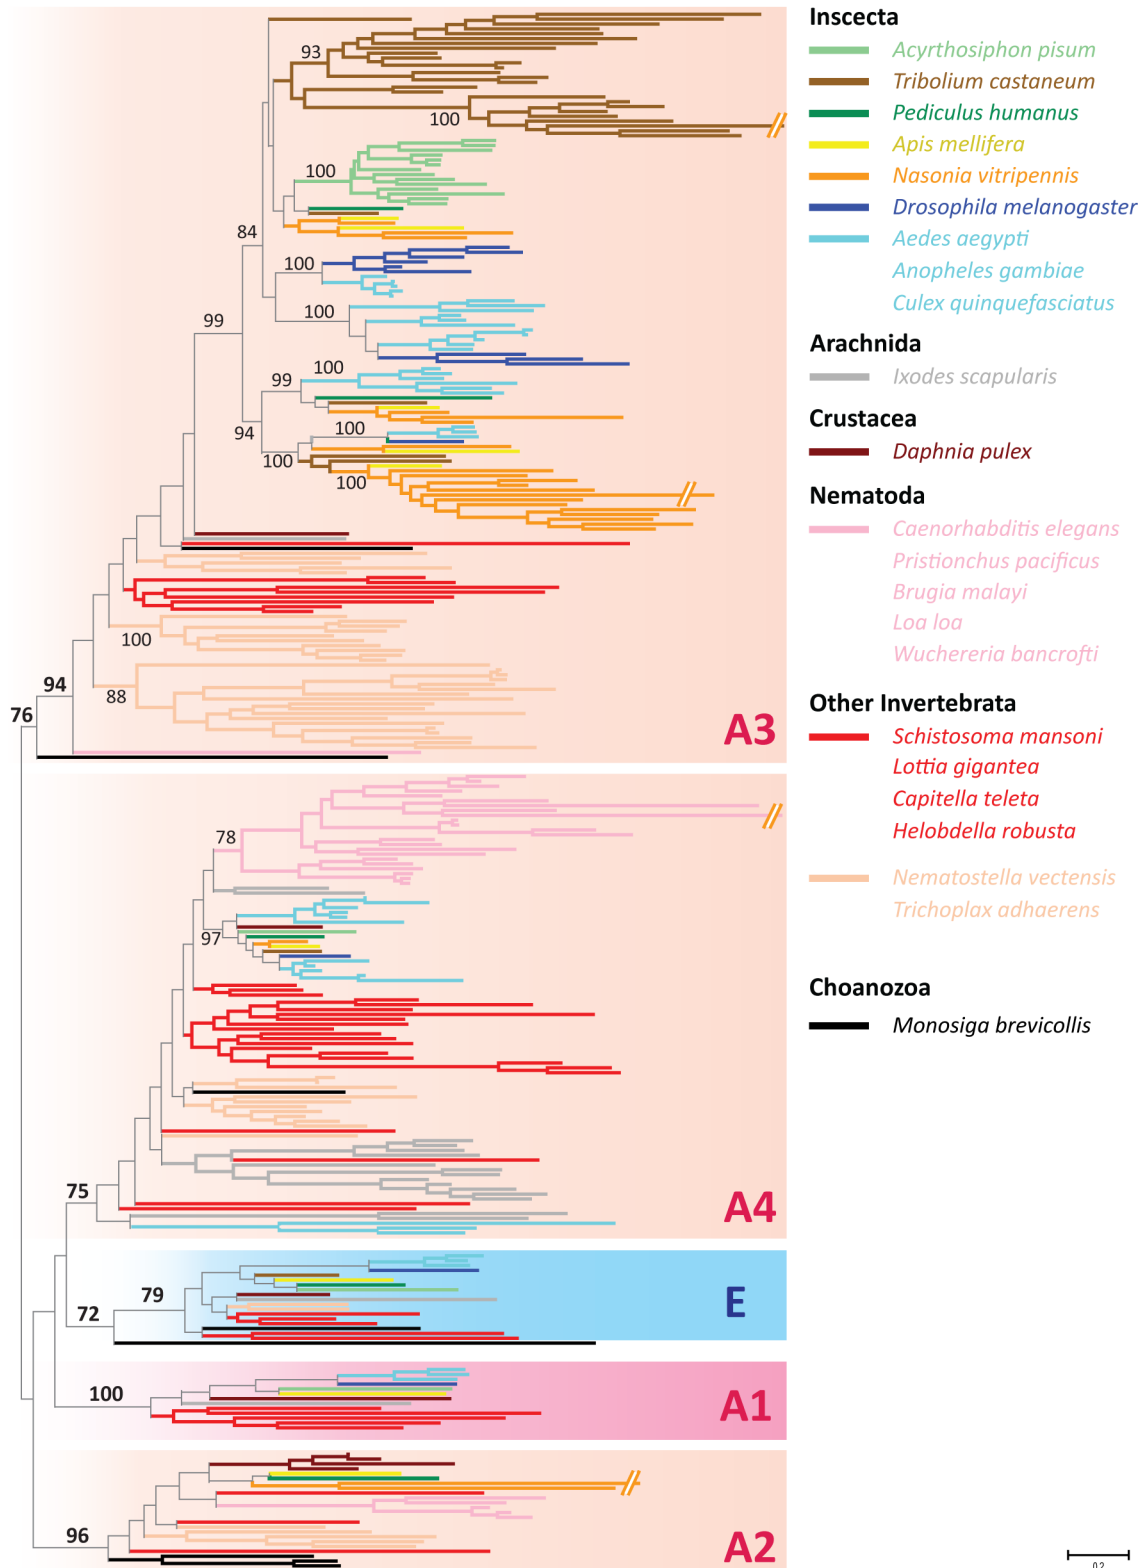 Inscecta
Acyrthosiphon pisum
Tribolium castaneum
Pediculus humanus
Apis mellifera
Nasonia vitripennis
Drosophila melanogaster
Aedes aegypti
Anopheles gambiae
Culex quinquefasciatus
Arachnida
Ixodes scapularis
Crustacea
Daphnia pulex
Nematoda
Caenorhabditis elegans
Pristionchus pacificus
Brugia malayi
Loa loa
Wuchereria bancrofti
Other Invertebrata
Schistosoma mansoni
Lottia gigantea
Capitella teleta
Helobdella robusta
Nematostella vectensis
Trichoplax adhaerens
Choanozoa
Monosiga brevicollis
93
100
100
84
100
100
99
100
99
94
100
100
100
100
94
88
76
A3
78
97
75
A4
79
72
E
100
A1
96
A2
0.2